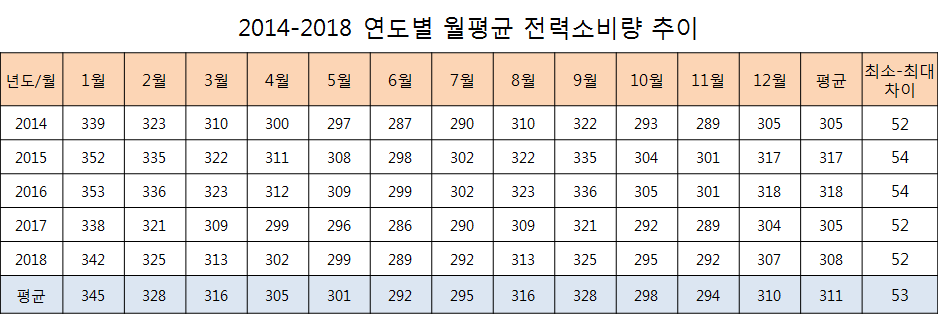 2014-2018 연도별 월평균 전력소비량 추이
년도/월 1월 2월 3월 4월 5월 6월 7월 8월 9월 10월 11월 12월 평균 최소-최대 차이
2014 339 323 310 300 297 287 290 310 322 293 289 305 305 52
2015 352 335 322 311 308 298 302 322 335 304 301 317 317 54
2016 353 336 323 312 309 299 302 323 336 305 301 318 318 54
2017 338 321 309 299 296 286 290 309 321 292 289 304 305 52
2018 342 325 313 302 299 289 292 313 325 295 292 307 308 52
평균 345 328 316 305 301 292 295 316 328 298 294 310 311 53